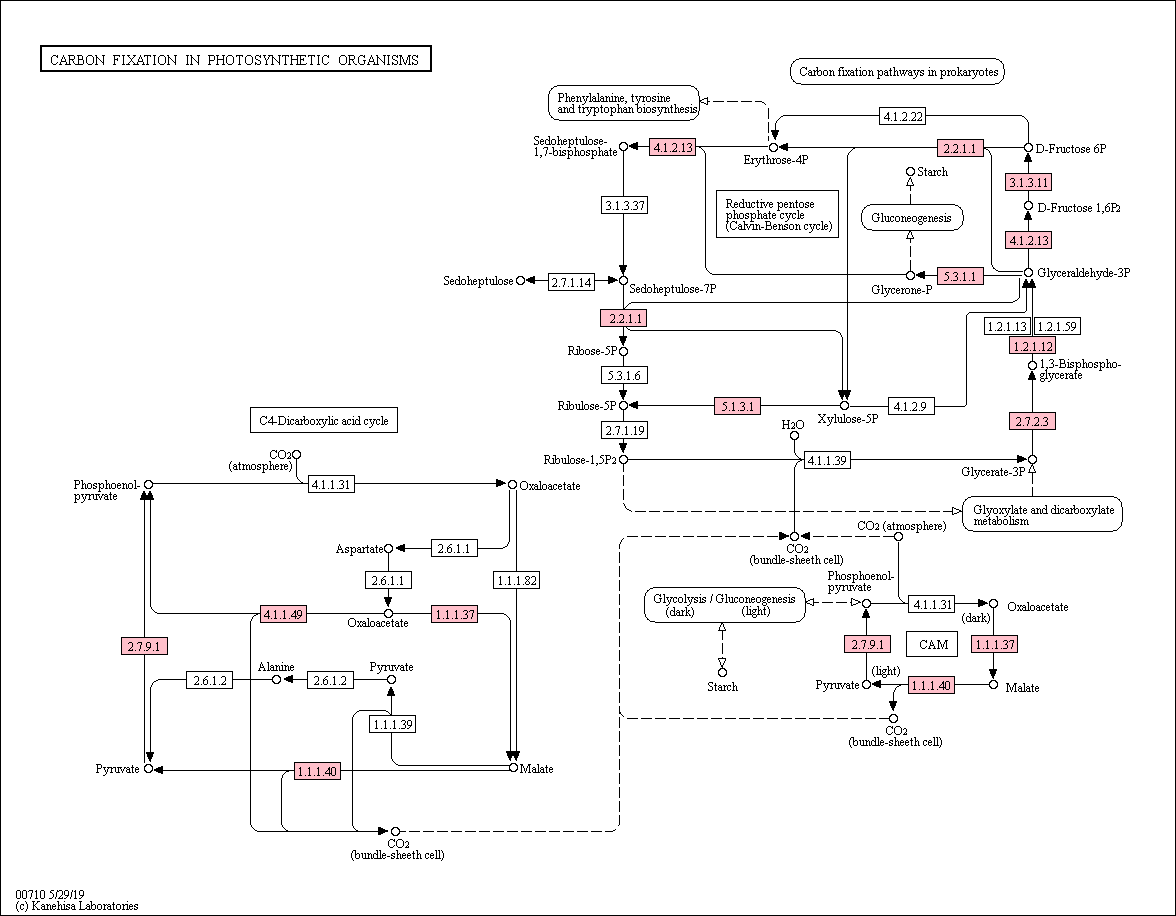 CARBON FIXATION IN PHOTOSYNTHETIC ORGANISMS
Carbon fixation pathways in prokaryotes
Phenylalanine, tyrosine
and tryptophan biosynthesis
4.1.2.22
Sedoheptulose-
1,7-bisphosphate
4.1.2.13
Erythrose-4P
2.2.1.1
D-Fructose 6P
Starch
3.1.3.11
3.1.3.37
Reductive pentose
phosphate cycle
(Calvin-Benson cycle)
Gluconeogenesis
D-Fructose 1,6P2
4.1.2.13
Sedoheptulose
2.7.1.14
Sedoheptulose-7P
Glycerone-P
5.3.1.1
Glyceraldehyde-3P
2.2.1.1
1.2.1.13
1.2.1.59
1.2.1.12
Ribose-5P
5.3.1.6
1,3-Bisphospho-
glycerate
Ribulose-5P
5.1.3.1
Xylulose-5P
4.1.2.9
2.7.2.3
2.7.1.19
H2O
Ribulose-1,5P2
4.1.1.39
Glycerate-3P
Glyoxylate and dicarboxylate
metabolism
C4-Dicarboxylic acid cycle
CO2
(atmosphere)
Phosphoenol-
pyruvate
4.1.1.31
Oxaloacetate
Aspartate
2.6.1.1
2.6.1.1
1.1.1.82
4.1.1.49
Oxaloacetate
1.1.1.37
2.7.9.1
2.6.1.2
Alanine
2.6.1.2
Pyruvate
1.1.1.39
Pyruvate
1.1.1.40
Malate
CO2
(bundle-sheeth cell)
CO2 (atmosphere)
CO2
(bundle-sheeth cell)
Phosphoenol-
pyruvate
Glycolysis / Gluconeogenesis
(dark) (light)
4.1.1.31
Oxaloacetate
(dark)
2.7.9.1
CAM
1.1.1.37
Starch
(light)
Pyruvate
1.1.1.40
Malate
CO2
(bundle-sheeth cell)
00710 5/29/19
(c) Kanehisa Laboratories